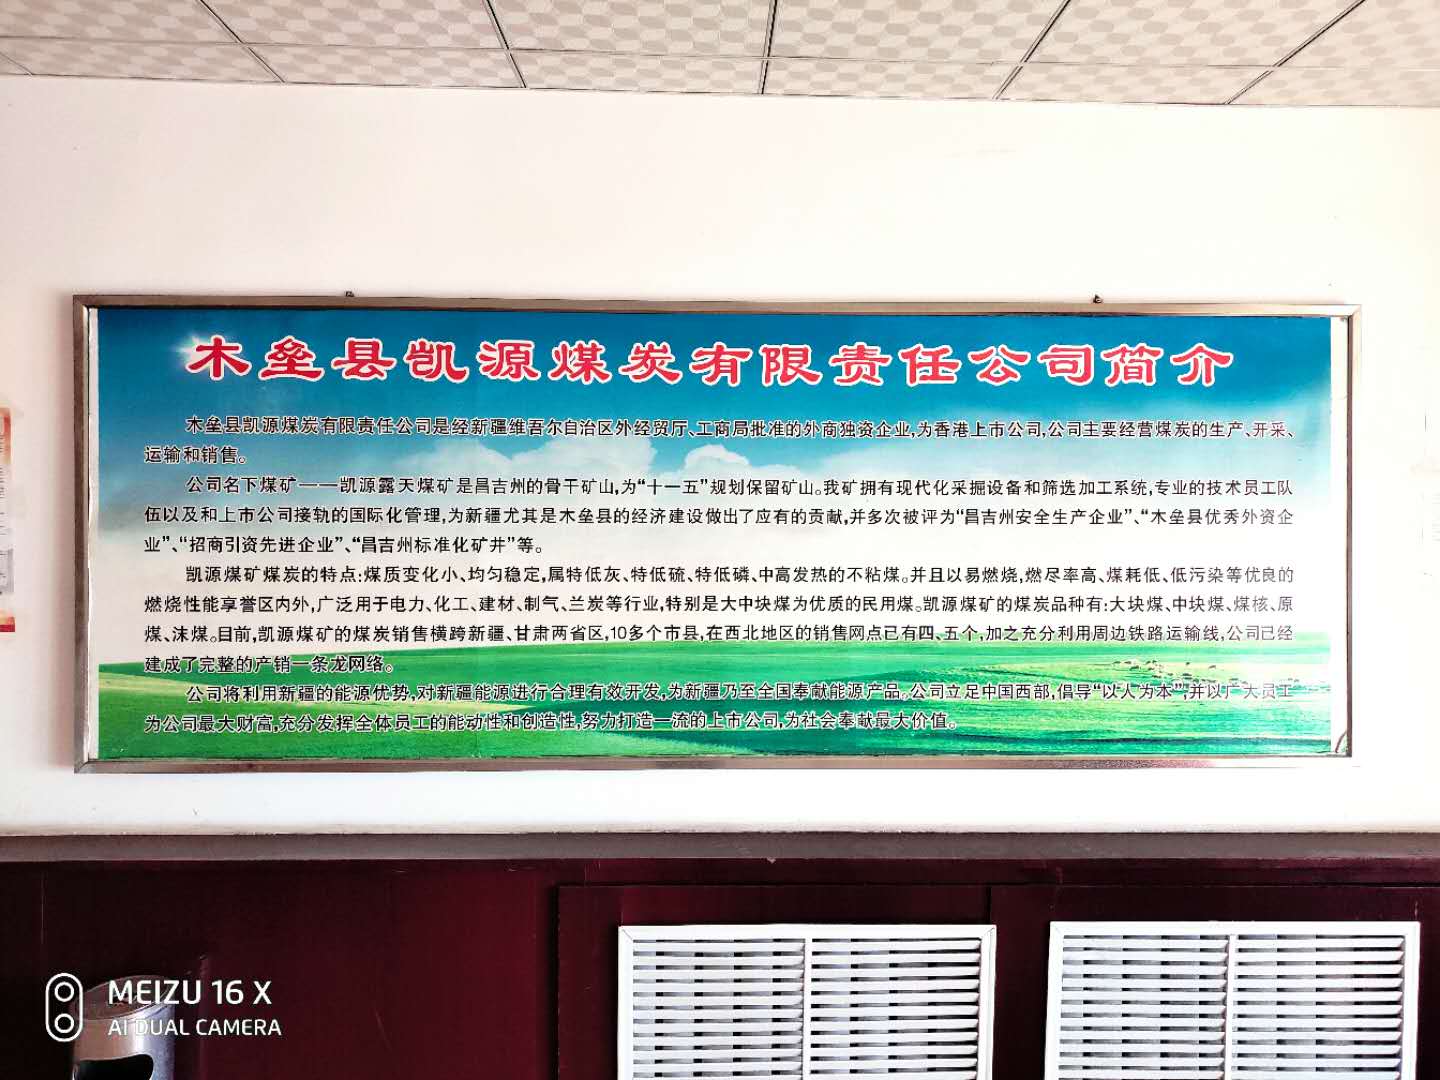 木垒县凯源煤炭有限责任公司简介
木垒县凯源煤炭有限责任公司是经新疆维吾尔自治区外经贸厅、工商局批准的外商独资企业,为香港上市公司,公司主要经营煤炭的生产、开采、
运输和销售。
公司名下煤矿——凯源露天煤矿是昌吉州的骨干矿山,为“十一五”规划保留矿山。我矿拥有现代化采掘设备和筛选加工系统,专业的技术员工队
伍以及和上市公司接轨的国际化管理,为新疆尤其是木垒县的经济建设做出了应有的贡献,并多次被评为“昌吉州安全生产企业”、“木垒县优秀外资企
业”、“招商引资先进企业”、“昌吉州标准化矿井”等。
凯源煤矿煤炭的特点:煤质变化小、均匀稳定,属特低灰、特低硫、特低磷、中高发热的不粘煤。并且以易燃烧,燃尽率高、煤耗低、低污染等优良的
燃烧性能享誉区内外,广泛用于电力、化工、建材、制气、兰炭等行业,特别是大中块煤为优质的民用煤。凯源煤矿的煤炭品种有:大块煤、中块煤、煤核、原
煤、沫煤。目前,凯源煤矿的煤炭销售横跨新疆、甘肃两省区,10多个市县,在西北地区的销售网点已有四、五个,加之充分利用周边铁路运输线,公司已经
建成了完整的产销一条龙网络。
公司将利用新疆的能源优势,对新疆能源进行合理有效开发,为新疆乃至全国奉献能源产品。公司立足中国西部,倡导“以人为本”,并以广大员工
为公司最大财富,充分发挥全体员工的能动性和创造性,努力打造一流的上市公司,为社会奉献最大价值。
MEIZU 16 X
AI DUAL CAMERA